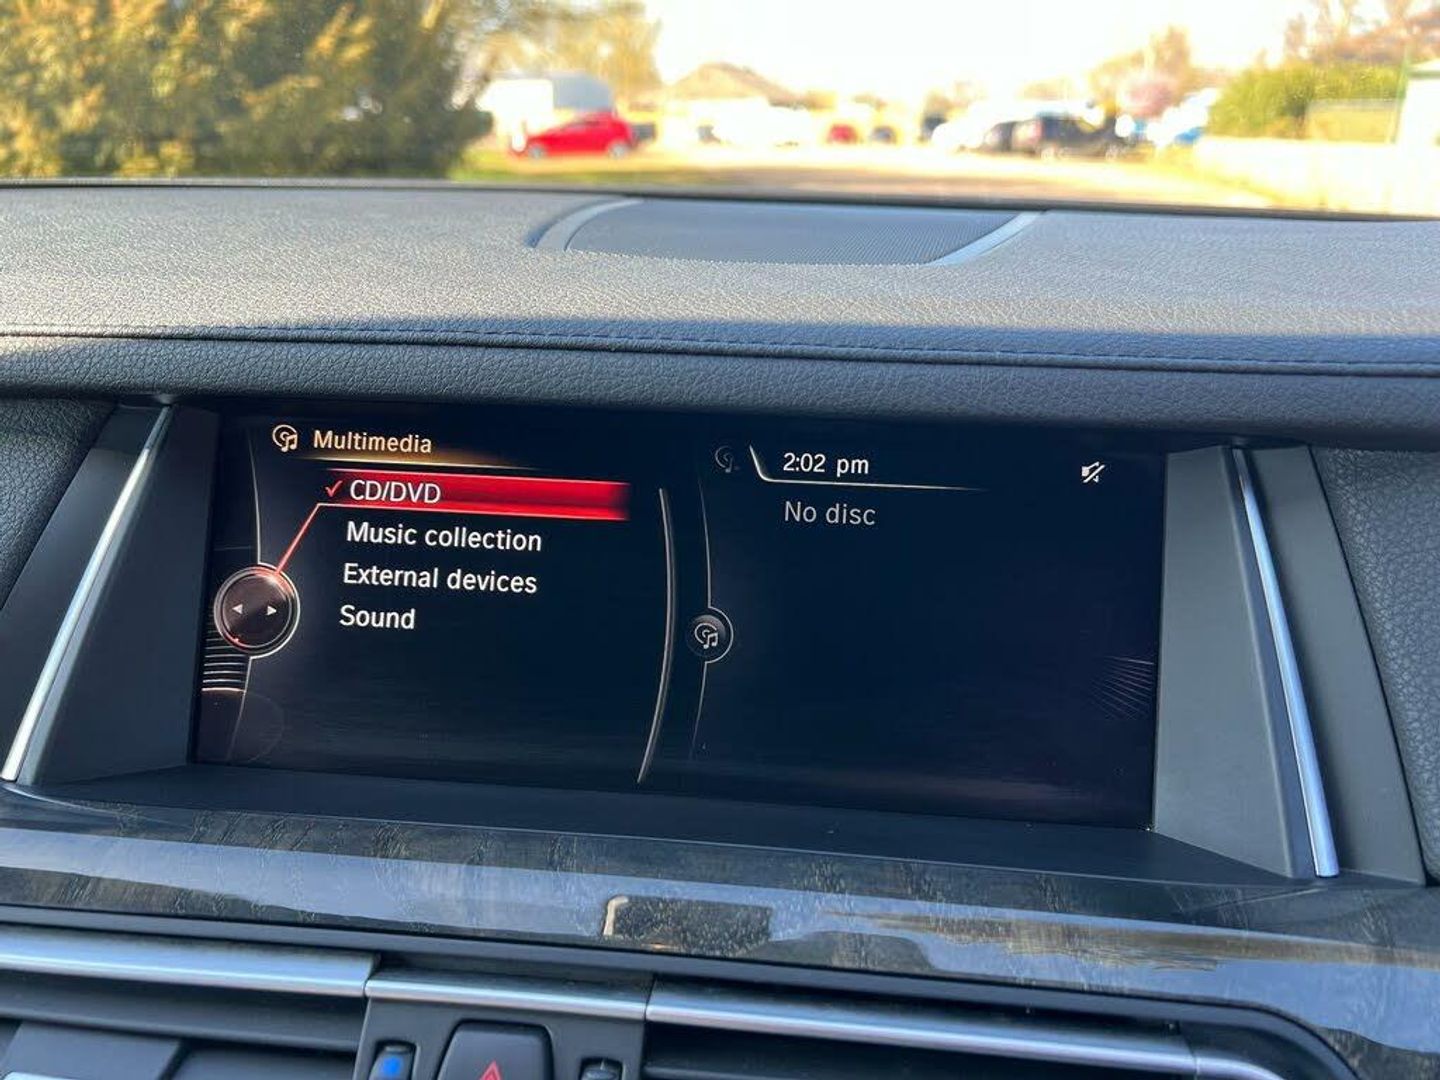 Multimedia
CD/DVD
Music collection
External devices
Sound
2:02 pm
No disc